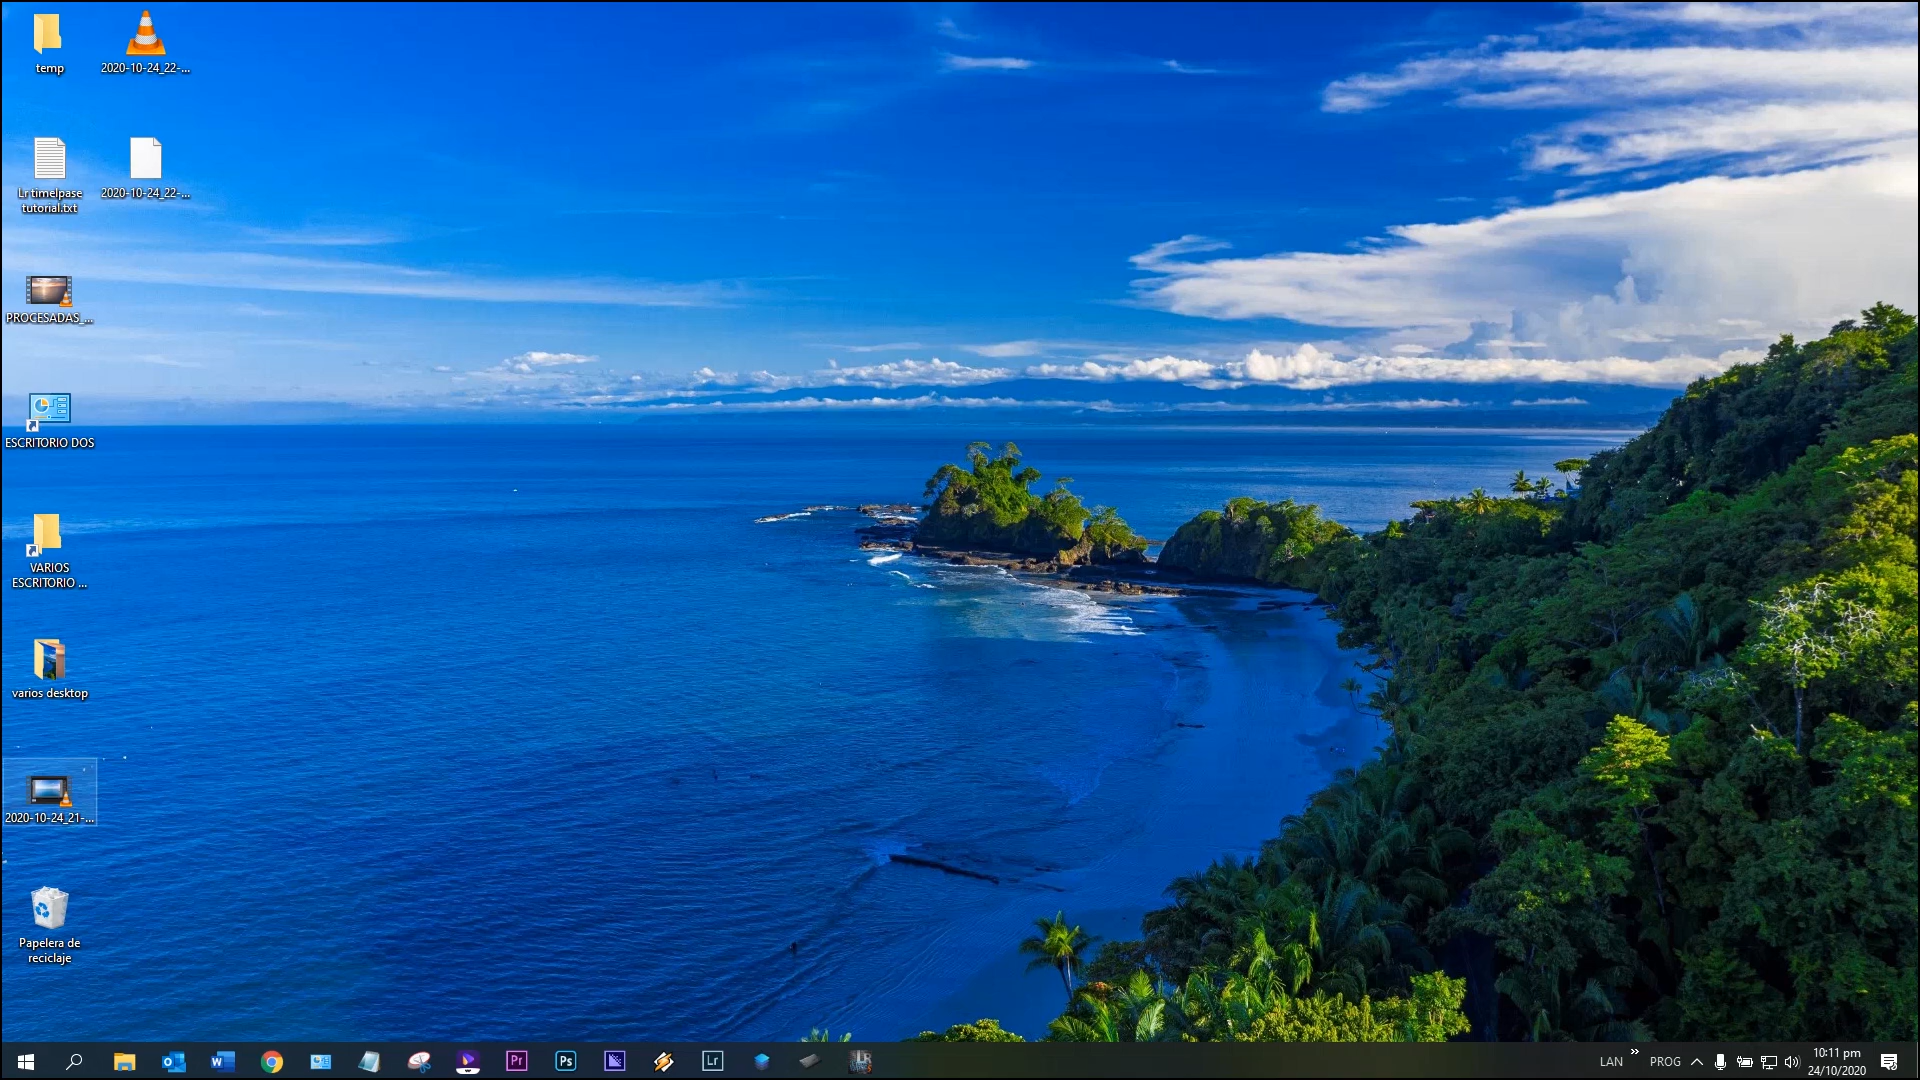 temp
2020-10-24_22-...
Lr timelpase
tutorial.txt
2020-10-24_22-...
PROCESADAS_...
ESCRITORIO DOS
VARIOS
ESCRITORIO ...
varios desktop
2020-10-24_21-...
Papelera de
reciclaje
W
Pr
Ps
Lr
LR
LAN
PROG
10:11 pm
24/10/2020